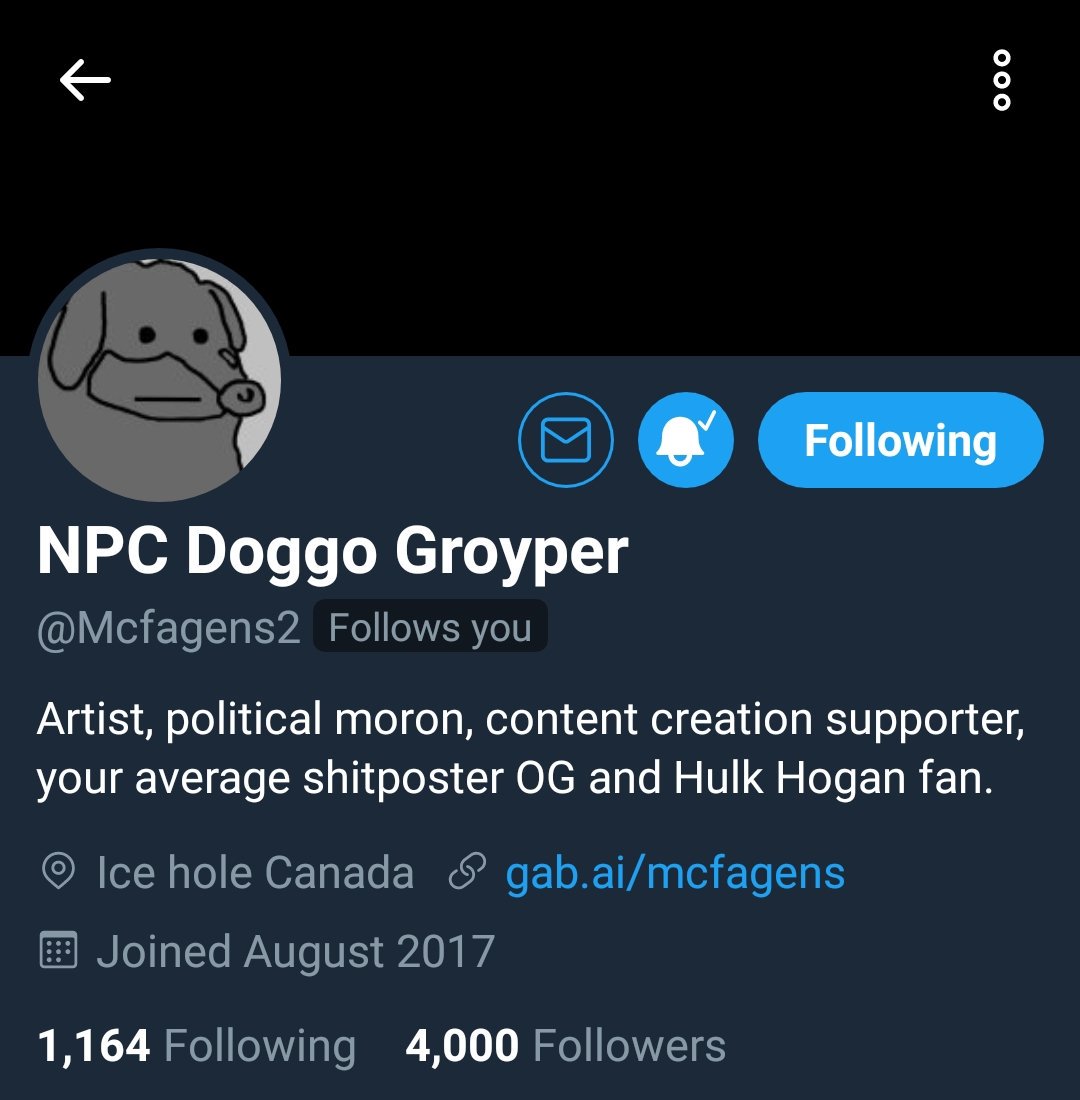 Following
NPC Doggo Groyper
@Mcfagens2 Follows you
Artist, political moron, content creation supporter,
your average shitposter OG and Hulk Hogan fan.
Ice hole Canada gab.ai/mcfagens
Joined August 2017
1,164 Following 4,000 Followers